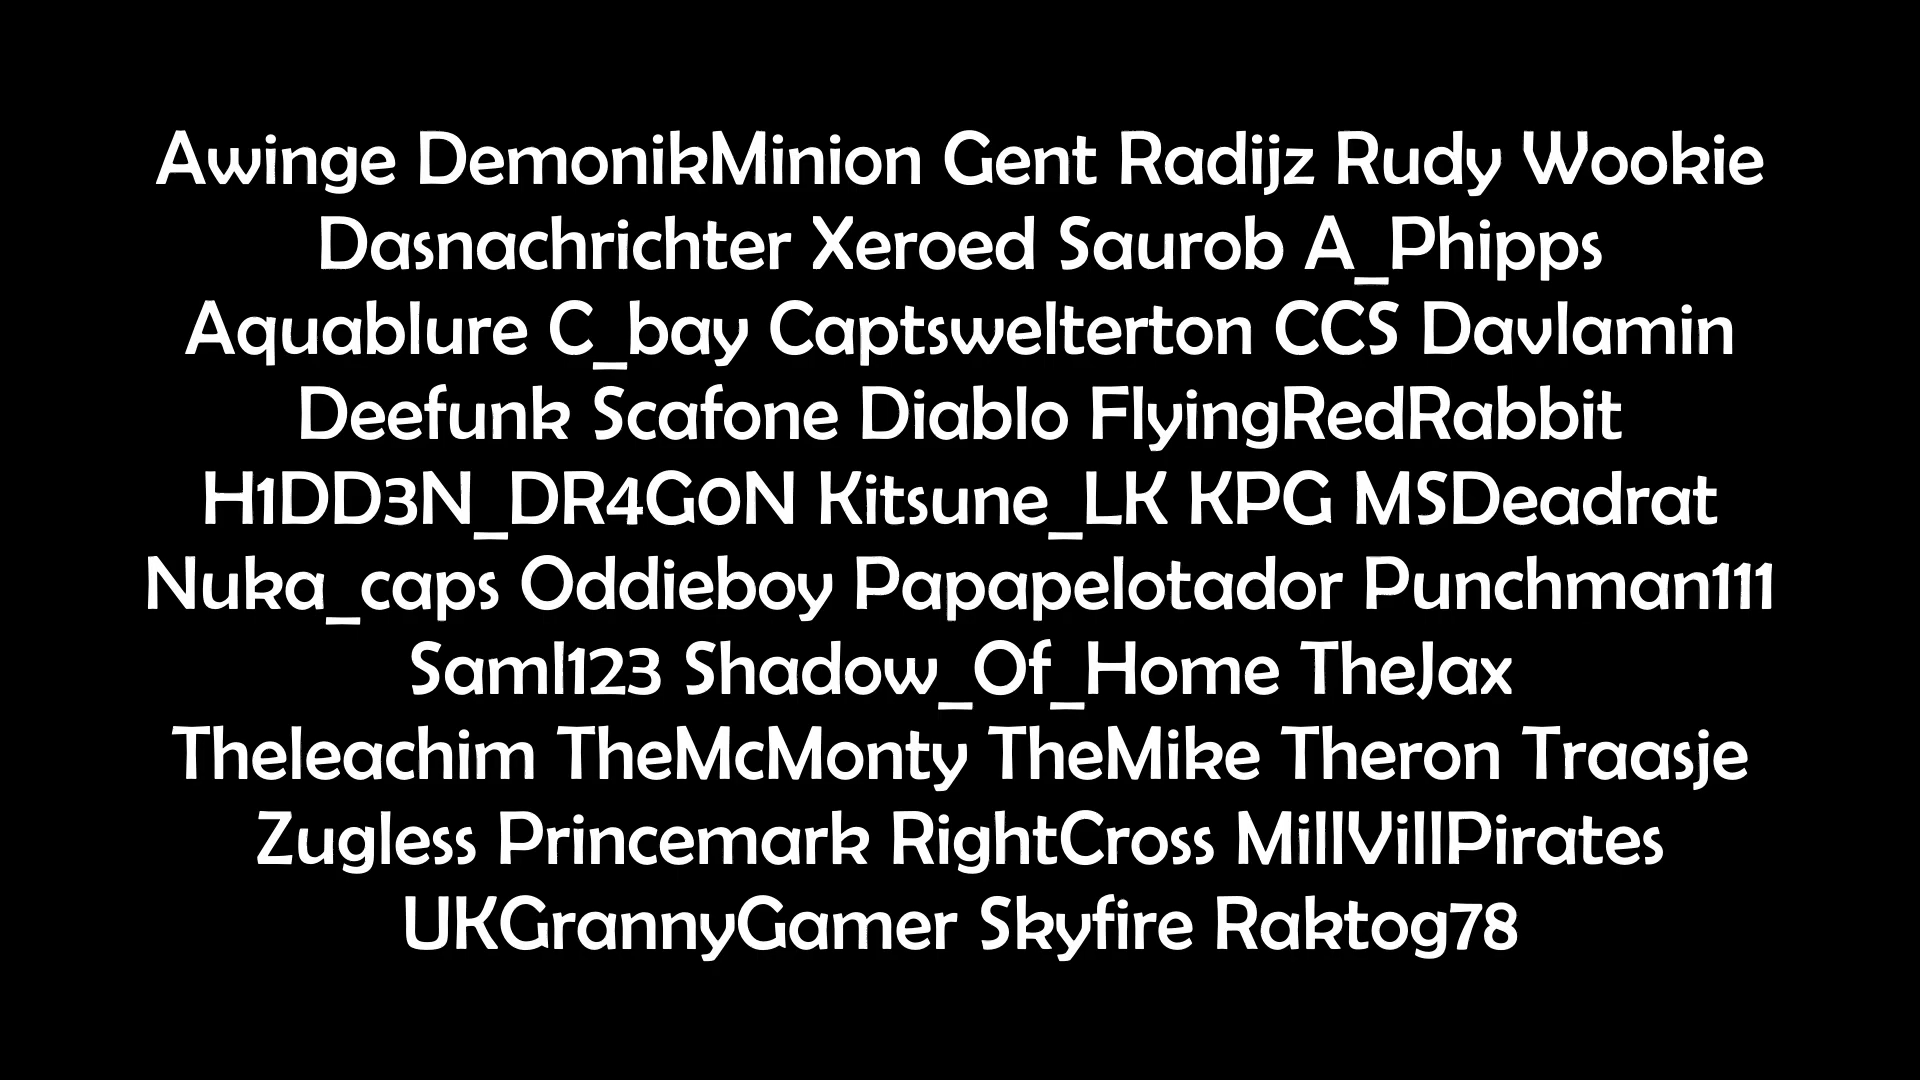 Awinge DemonikMinion Gent Radijz Rudy Wookie
Dasnachrichter Xeroed Saurob A_Phipps
Aquablure C_bay Captswelterton CCS Davlamin
Deefunk Scafone Diablo FlyingRedRabbit
H1DD3N_DR4G0N Kitsune_LK KPG MSDeadrat
Nuka_caps Oddieboy Papapelotador Punchman111
Saml123 Shadow_Of_Home TheJax
Theleachim TheMcMonty TheMike Theron Traasje
Zugless Princemark RightCross MillVillPirates
UKGrannyGamer Skyfire Raktog78